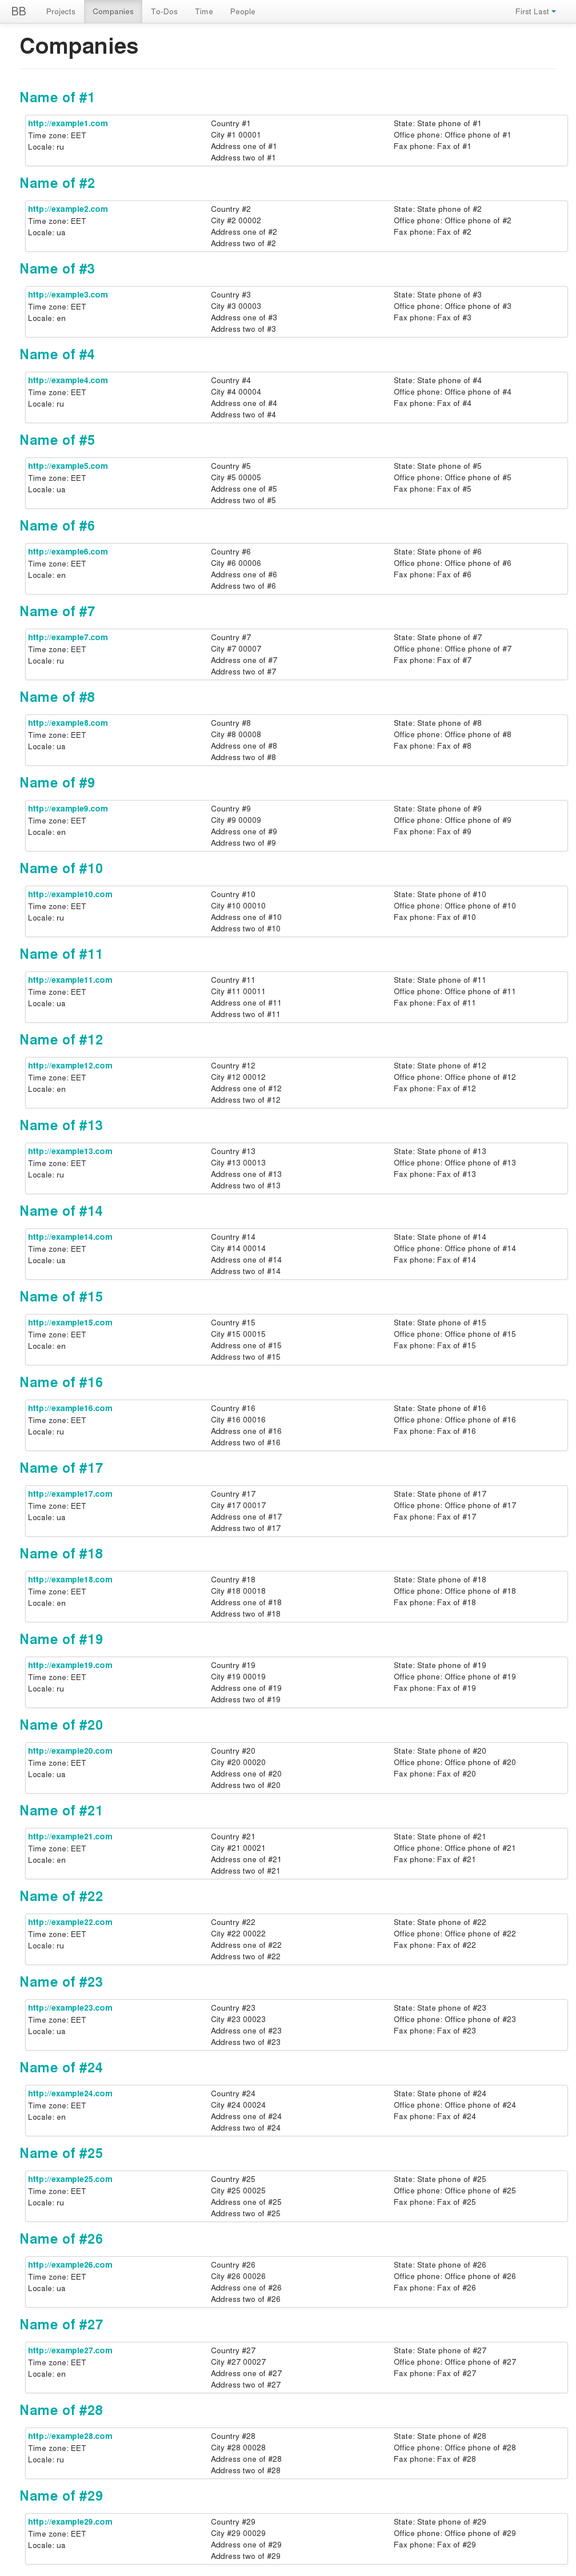 BB Projects Companies To-Dos Time People First Last
Companies
Name of #1
http://example1.com Country #1 State: State phone of #1
Time zone: EET City #1 00001 Office phone: Office phone of #1
Locale: ru Address one of #1 Fax phone: Fax of #1
Address two of #1
Name of #2
http://example2.com Country #2 State: State phone of #2
Time zone: EET City #2 00002 Office phone: Office phone of #2
Locale: ua Address one of #2 Fax phone: Fax of #2
Address two of #2
Name of #3
http://example3.com Country #3 State: State phone of #3
Time zone: EET City #3 00003 Office phone: Office phone of #3
Locale: en Address one of #3 Fax phone: Fax of #3
Address two of #3
Name of #4
http://example4.com Country #4 State: State phone of #4
Time zone: EET City #4 00004 Office phone: Office phone of #4
Locale: ru Address one of #4 Fax phone: Fax of #4
Address two of #4
Name of #5
http://example5.com Country #5 State: State phone of #5
Time zone: EET City #5 00005 Office phone: Office phone of #5
Locale: ua Address one of #5 Fax phone: Fax of #5
Address two of #5
Name of #6
http://example6.com Country #6 State: State phone of #6
Time zone: EET City #6 00006 Office phone: Office phone of #6
Locale: en Address one of #6 Fax phone: Fax of #6
Address two of #6
Name of #7
http://example7.com Country #7 State: State phone of #7
Time zone: EET City #7 00007 Office phone: Office phone of #7
Locale: ru Address one of #7 Fax phone: Fax of #7
Address two of #7
Name of #8
http://example8.com Country #8 State: State phone of #8
Time zone: EET City #8 00008 Office phone: Office phone of #8
Locale: ua Address one of #8 Fax phone: Fax of #8
Address two of #8
Name of #9
http://example9.com Country #9 State: State phone of #9
Time zone: EET City #9 00009 Office phone: Office phone of #9
Locale: en Address one of #9 Fax phone: Fax of #9
Address two of #9
Name of #10
http://example10.com Country #10 State: State phone of #10
Time zone: EET City #10 00010 Office phone: Office phone of #10
Locale: ru Address one of #10 Fax phone: Fax of #10
Address two of #10
Name of #11
http://example11.com Country #11 State: State phone of #11
Time zone: EET City #11 00011 Office phone: Office phone of #11
Locale: ua Address one of #11 Fax phone: Fax of #11
Address two of #11
Name of #12
http://example12.com Country #12 State: State phone of #12
Time zone: EET City #12 00012 Office phone: Office phone of #12
Locale: en Address one of #12 Fax phone: Fax of #12
Address two of #12
Name of #13
http://example13.com Country #13 State: State phone of #13
Time zone: EET City #13 00013 Office phone: Office phone of #13
Locale: ru Address one of #13 Fax phone: Fax of #13
Address two of #13
Name of #14
http://example14.com Country #14 State: State phone of #14
Time zone: EET City #14 00014 Office phone: Office phone of #14
Locale: ua Address one of #14 Fax phone: Fax of #14
Address two of #14
Name of #15
http://example15.com Country #15 State: State phone of #15
Time zone: EET City #15 00015 Office phone: Office phone of #15
Locale: en Address one of #15 Fax phone: Fax of #15
Address two of #15
Name of #16
http://example16.com Country #16 State: State phone of #16
Time zone: EET City #16 00016 Office phone: Office phone of #16
Locale: ru Address one of #16 Fax phone: Fax of #16
Address two of #16
Name of #17
http://example17.com Country #17 State: State phone of #17
Time zone: EET City #17 00017 Office phone: Office phone of #17
Locale: ua Address one of #17 Fax phone: Fax of #17
Address two of #17
Name of #18
http://example18.com Country #18 State: State phone of #18
Time zone: EET City #18 00018 Office phone: Office phone of #18
Locale: en Address one of #18 Fax phone: Fax of #18
Address two of #18
Name of #19
http://example19.com Country #19 State: State phone of #19
Time zone: EET City #19 00019 Office phone: Office phone of #19
Locale: ru Address one of #19 Fax phone: Fax of #19
Address two of #19
Name of #20
http://example20.com Country #20 State: State phone of #20
Time zone: EET City #20 00020 Office phone: Office phone of #20
Locale: ua Address one of #20 Fax phone: Fax of #20
Address two of #20
Name of #21
http://example21.com Country #21 State: State phone of #21
Time zone: EET City #21 00021 Office phone: Office phone of #21
Locale: en Address one of #21 Fax phone: Fax of #21
Address two of #21
Name of #22
http://example22.com Country #22 State: State phone of #22
Time zone: EET City #22 00022 Office phone: Office phone of #22
Locale: ru Address one of #22 Fax phone: Fax of #22
Address two of #22
Name of #23
http://example23.com Country #23 State: State phone of #23
Time zone: EET City #23 00023 Office phone: Office phone of #23
Locale: ua Address one of #23 Fax phone: Fax of #23
Address two of #23
Name of #24
http://example24.com Country #24 State: State phone of #24
Time zone: EET City #24 00024 Office phone: Office phone of #24
Locale: en Address one of #24 Fax phone: Fax of #24
Address two of #24
Name of #25
http://example25.com Country #25 State: State phone of #25
Time zone: EET City #25 00025 Office phone: Office phone of #25
Locale: ru Address one of #25 Fax phone: Fax of #25
Address two of #25
Name of #26
http://example26.com Country #26 State: State phone of #26
Time zone: EET City #26 00026 Office phone: Office phone of #26
Locale: ua Address one of #26 Fax phone: Fax of #26
Address two of #26
Name of #27
http://example27.com Country #27 State: State phone of #27
Time zone: EET City #27 00027 Office phone: Office phone of #27
Locale: en Address one of #27 Fax phone: Fax of #27
Address two of #27
Name of #28
http://example28.com Country #28 State: State phone of #28
Time zone: EET City #28 00028 Office phone: Office phone of #28
Locale: ru Address one of #28 Fax phone: Fax of #28
Address two of #28
Name of #29
http://example29.com Country #29 State: State phone of #29
Time zone: EET City #29 00029 Office phone: Office phone of #29
Locale: ua Address one of #29 Fax phone: Fax of #29
Address two of #29